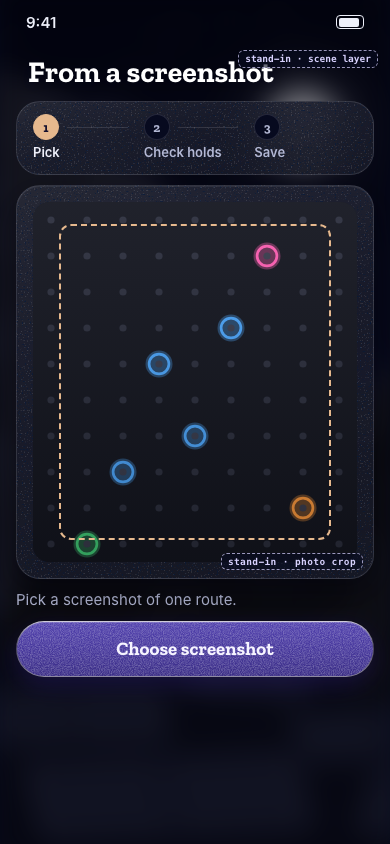 9:41
stand-in · scene layer
From a screenshot
1
2
3
Pick
Check holds
Save
stand-in · photo crop
Pick a screenshot of one route.
Choose screenshot